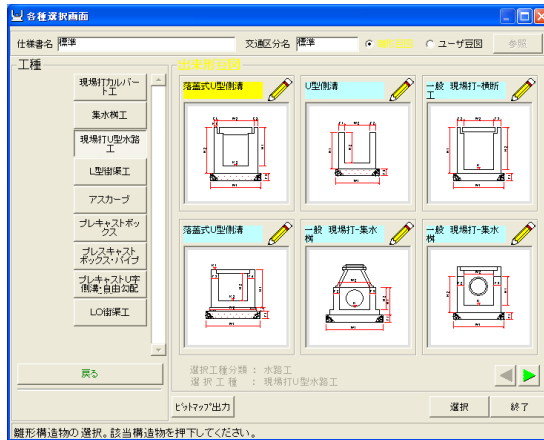 各種選択画面
仕様書名 標準 交通区分名 標準 ユーザ豆図 参照
工種
現場打カルバー
ト工
集水桝工
現場打U型水路
工
L型街渠工
アスカーブ
プレキャストボッ
クス
プレスキャスト
ボックス・パイプ
プレキャストU字
側溝・自由勾配
LO街渠工
戻る
出来形豆図
落蓋式U型側溝
U型側溝
一般 現場打-横断
工
落蓋式U型側溝
一般 現場打-集水
桝
一般 現場打-集水
桝
選択工種分類 : 水路工
選択工種 : 現場打U型水路工
ビットマップ出力
選択 終了
雛形構造物の選択。該当構造物を押下してください。